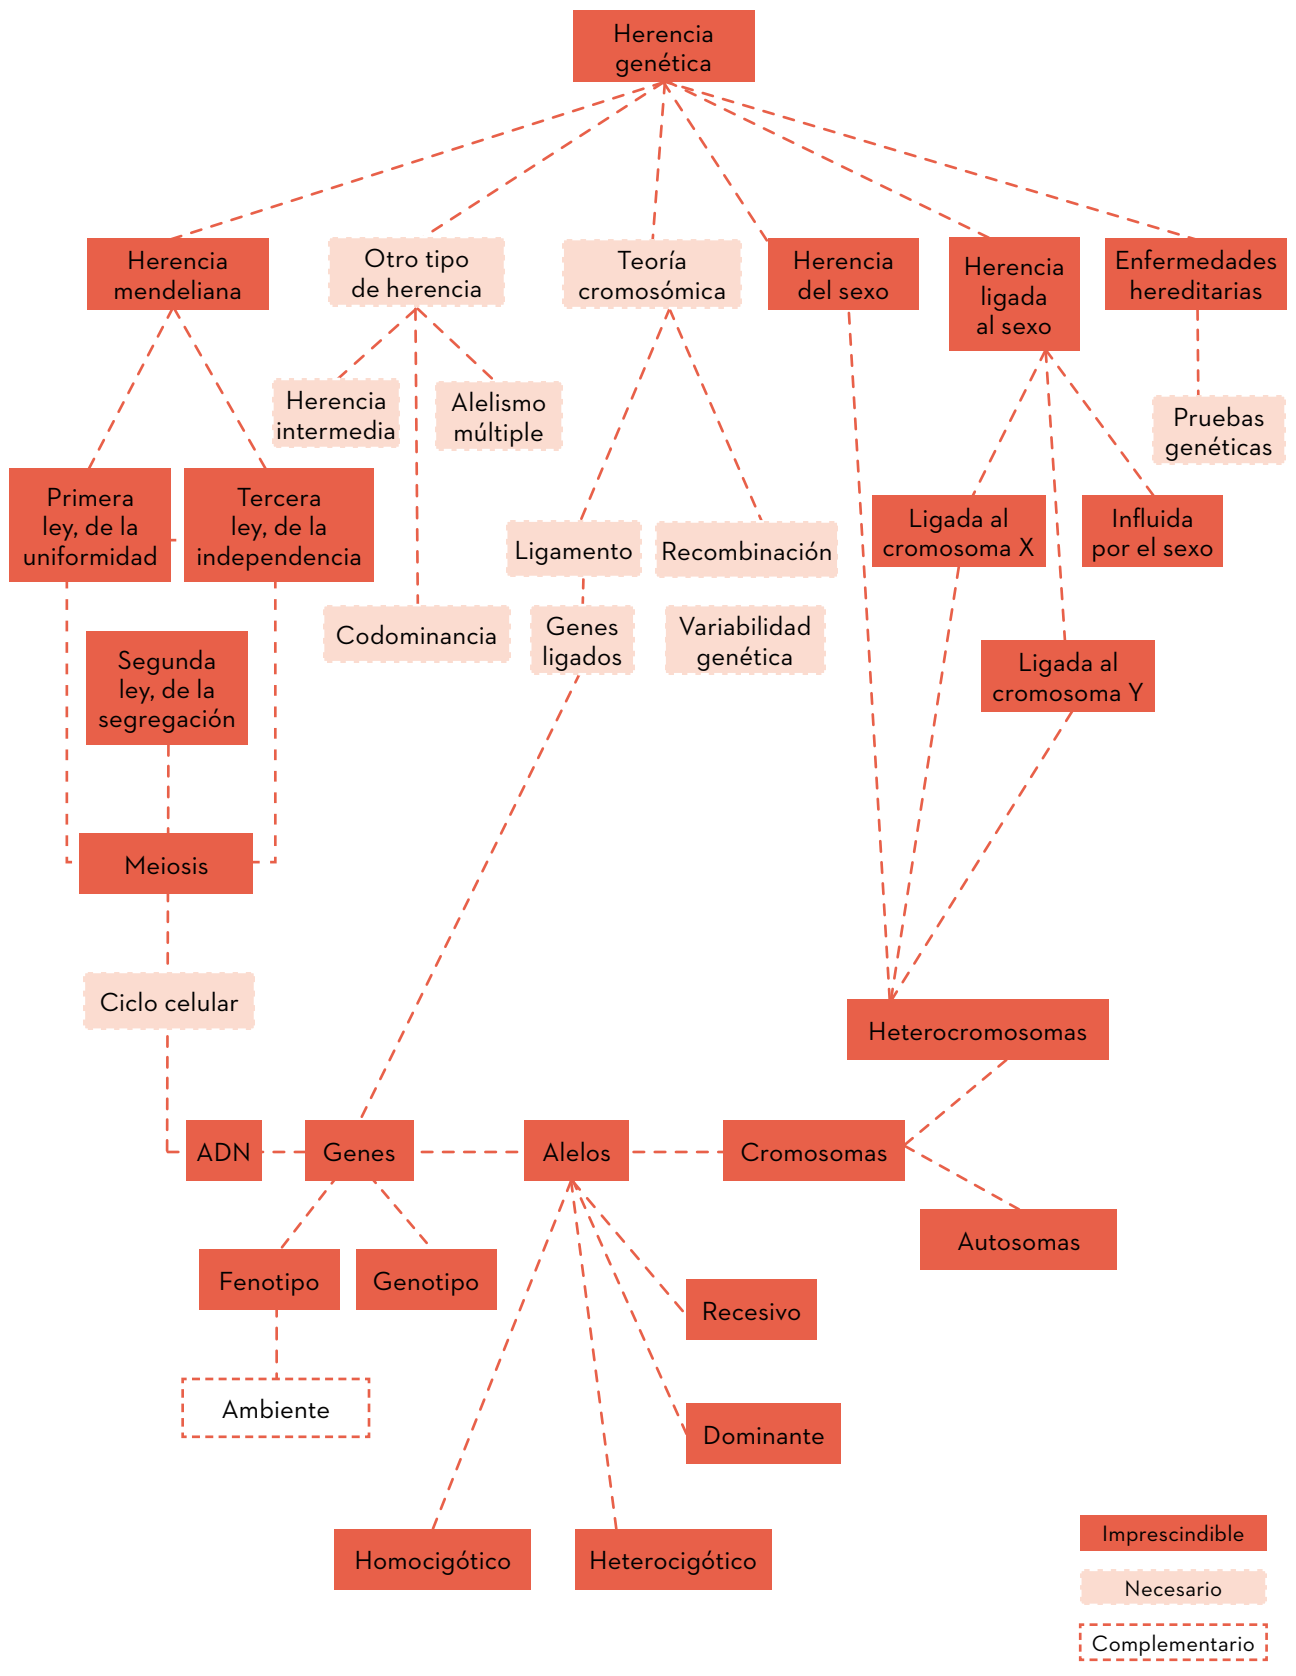 Herencia
genética
Herencia
mendeliana
Otro tipo
de herencia
Teoría
cromosómica
Herencia
del sexo
Herencia
ligada
al sexo
Enfermedades
hereditarias
Herencia
intermedia
Alelismo
múltiple
Pruebas
genéticas
Primera
ley, de la
uniformidad
Tercera
ley, de la
independencia
Ligamento
Recombinación
Ligada al
cromosoma X
Influida
por el sexo
Segunda
ley, de la
segregación
Codominancia
Genes
ligados
Variabilidad
genética
Ligada al
cromosoma Y
Meiosis
Ciclo celular
Heterocromosomas
ADN
Genes
Alelos
Cromosomas
Autosomas
Fenotipo
Genotipo
Recesivo
Ambiente
Dominante
Homocigótico
Heterocigótico
Imprescindible
Necesario
Complementario